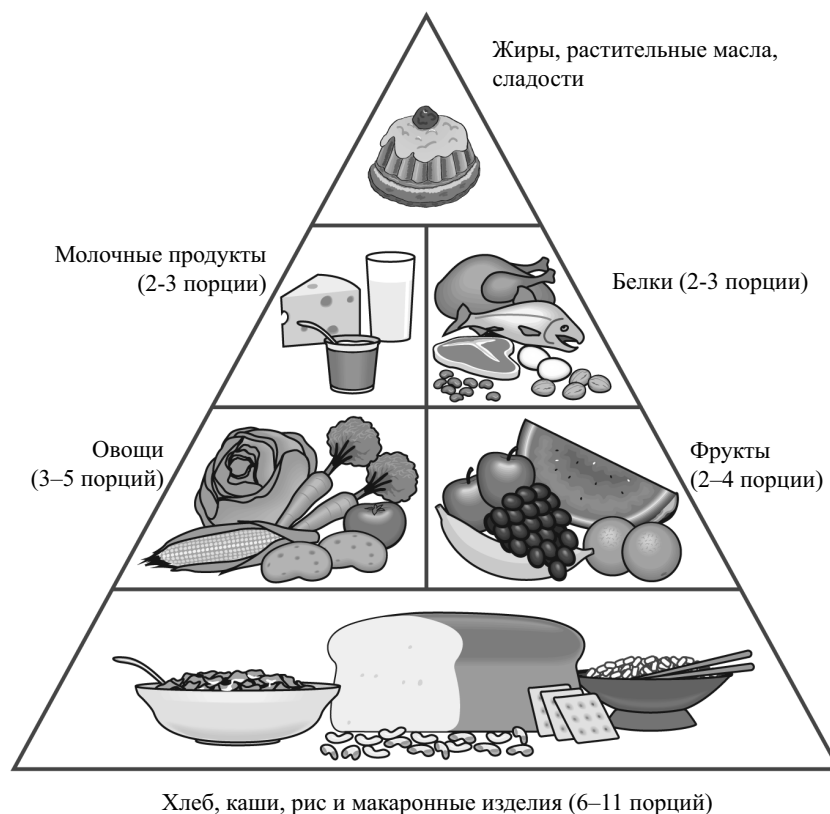 Жиры, растительные масла,
сладости
Молочные продукты
(2-3 порции)
Белки (2-3 порции)
Овощи
(3–5 порций)
Фрукты
(2–4 порции)
Хлеб, каши, рис и макаронные изделия (6–11 порций)